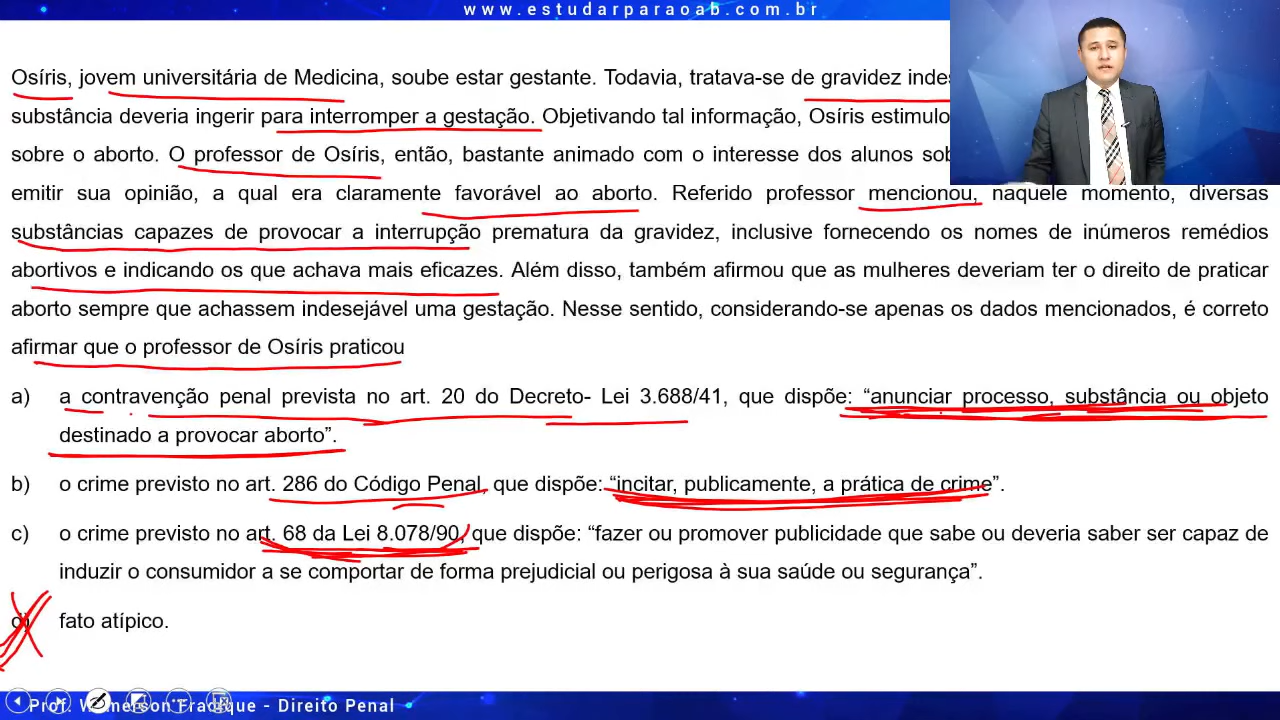 www.estudarparaoab.com.br
Osíris, jovem universitária de Medicina, soube estar gestante. Todavia, tratava-se de gravidez
substância deveria ingerir para interromper a gestação. Objetivando tal informação, Osíris
sobre o aborto. O professor de Osíris, então, bastante animado com o interesse dos alunos
emitir sua opinião, a qual era claramente favorável ao aborto. Referido professor mencionou, naquele momento, diversas
substâncias capazes de provocar a interrupção prematura da gravidez, inclusive fornecendo os nomes de inúmeros remédios
abortivos e indicando os que achava mais eficazes. Além disso, também afirmou que as mulheres deveriam ter o direito de praticar
aborto sempre que achassem indesejável uma gestação. Nesse sentido, considerando-se apenas os dados mencionados, é correto
afirmar que o professor de Osíris praticou
a) a contravenção penal prevista no art. 20 do Decreto- Lei 3.688/41, que dispõe: “anunciar processo, substância ou objeto
destinado a provocar aborto”.
b) o crime previsto no art. 286 do Código Penal, que dispõe: “incitar, publicamente, a prática de crime”.
c) o crime previsto no art. 68 da Lei 8.078/90, que dispõe: “fazer ou promover publicidade que sabe ou deveria saber ser capaz de
induzir o consumidor a se comportar de forma prejudicial ou perigosa à sua saúde ou segurança”.
d) fato atípico.
Prof. - Direito Penal